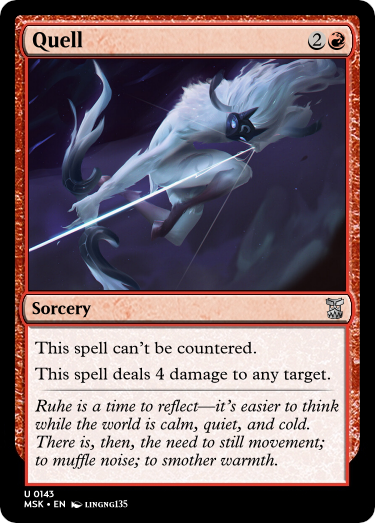 Quell 2
Sorcery
This spell can't be countered.
This spell deals 4 damage to any target.
Ruhe is a time to reflect—it's easier to think
while the world is calm, quiet, and cold.
There is, then, the need to still movement;
to muffle noise; to smother warmth.
U 0143
MSK • EN LINGNG135